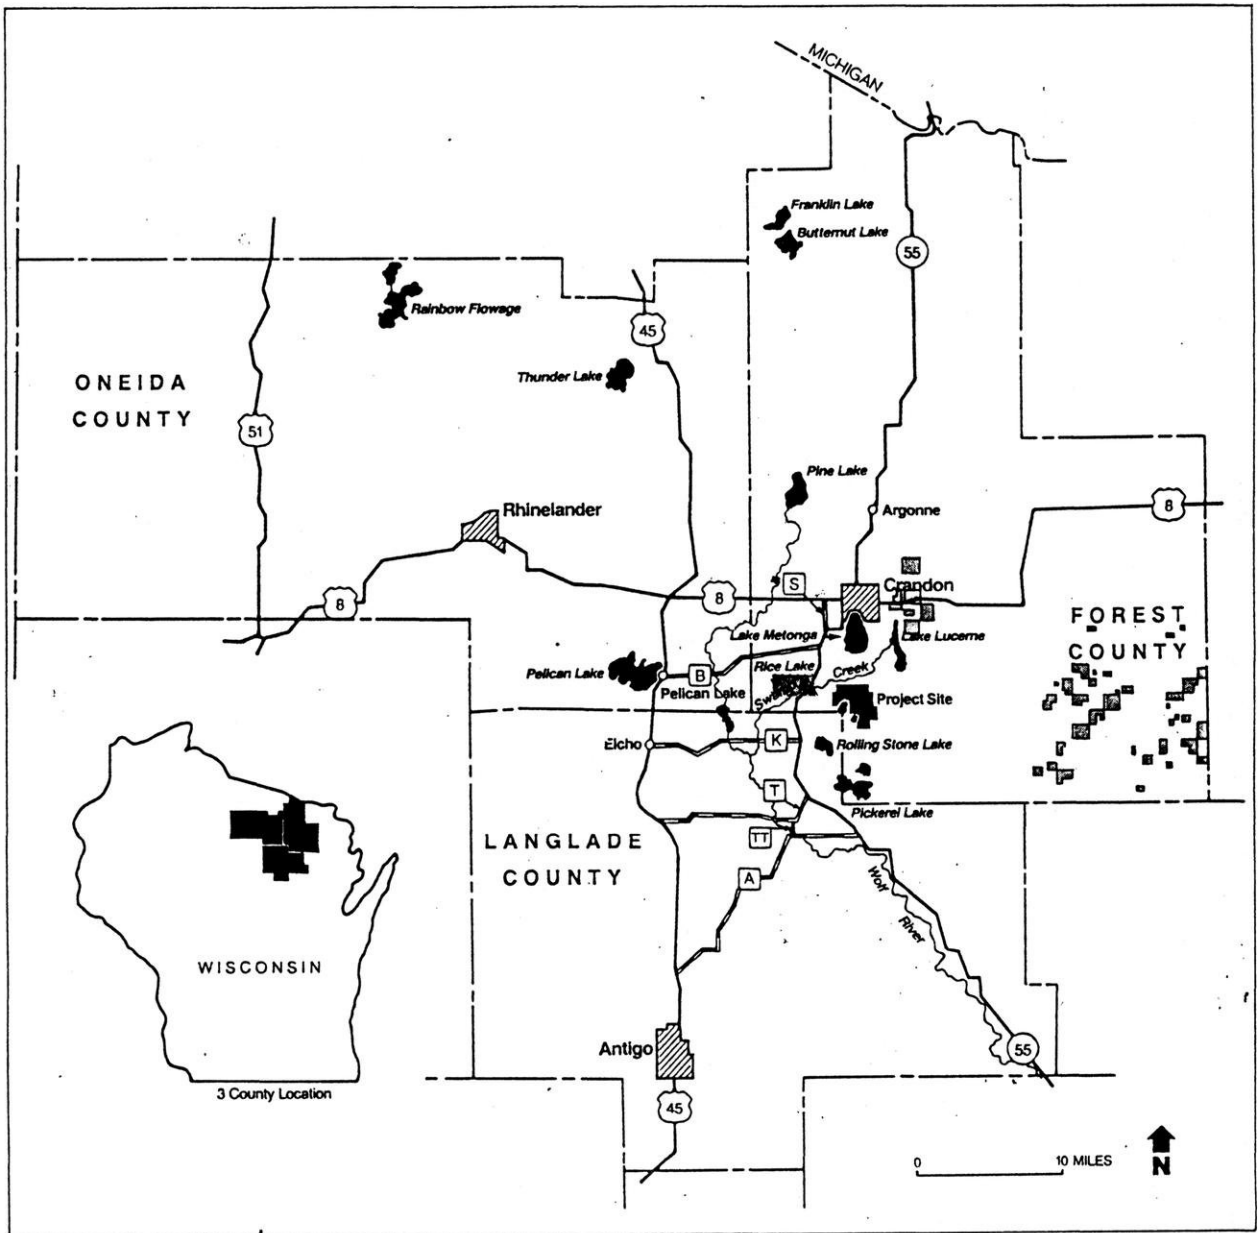 MICHIGAN
Franklin Lake
Butternut Lake
55
Rainbow Flowage
45
Thunder Lake
ONEIDA
COUNTY
51
Pine Lake
Rhinelander
Argonne
8
S
Crandon
8
8
FOREST
COUNTY
Lake Metonga
Lake Lucerne
Pelican Lake
B
Rice Lake
Creek
Pelican Lake
Swamp
Project Site
Elcho
K
Rolling Stone Lake
T
Pickerel Lake
TT
LANGLADE
COUNTY
A
Wolf
River
WISCONSIN
3 County Location
Antigo
55
45
0 10 MILES
N